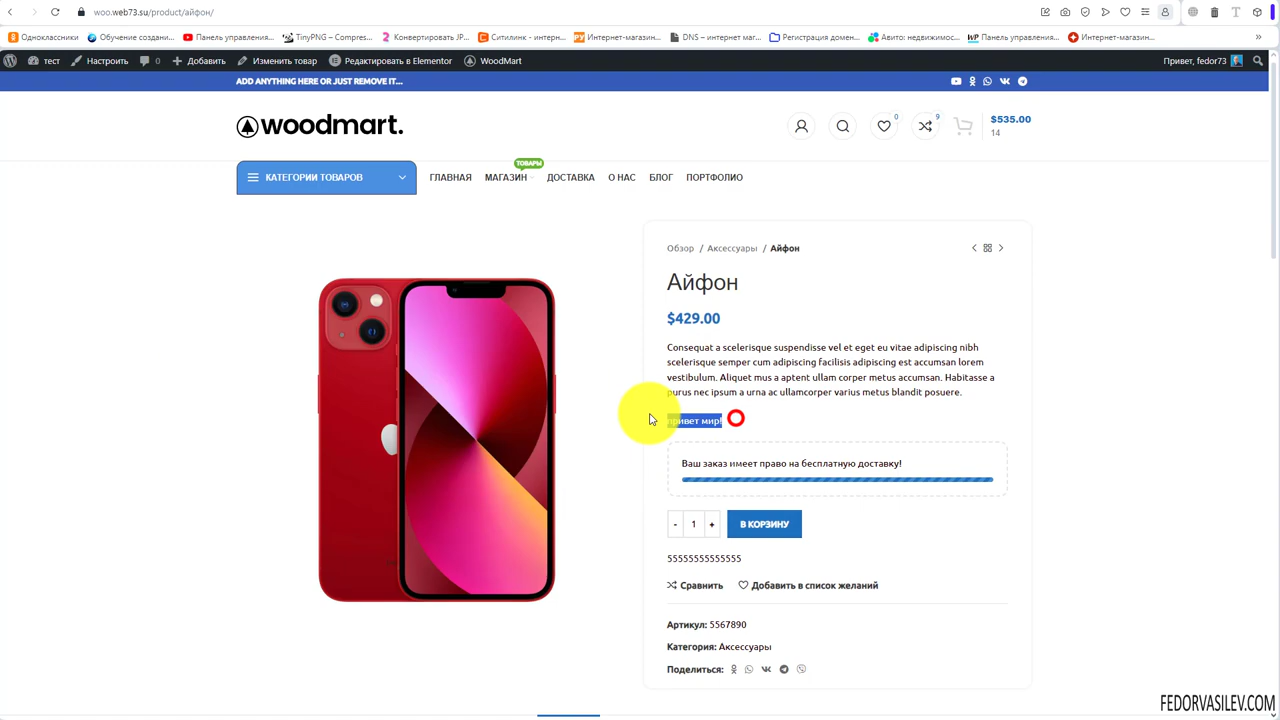 woo.web73.su/product/айфон/
Одноклассники Обучение создани... Панель управления... TinyPNG – Compres... Конвертировать JP... Ситилинк - интерн... Интернет-магазин... DNS – интернет маг... Регистрация домен... Авито: недвижимос... Панель управления... Интернет-магазин... »
тест Настроить 0 Добавить Изменить товар Редактировать в Elementor WoodMart Привет, fedor73
ADD ANYTHING HERE OR JUST REMOVE IT...
woodmart.
0 9 $535.00
14
ТОВАРЫ
КАТЕГОРИИ ТОВАРОВ ГЛАВНАЯ МАГАЗИН ДОСТАВКА О НАС БЛОГ ПОРТФОЛИО
Обзор / Аксессуары / Айфон
Айфон
$429.00
Consequat a scelerisque suspendisse vel et eget eu vitae adipiscing nibh
scelerisque semper cum adipiscing facilisis adipiscing est accumsan lorem
vestibulum. Aliquet mus a aptent ullam corper metus accumsan. Habitasse a
purus nec ipsum a urna ac ullamcorper varius metus blandit posuere.
привет мир!
Ваш заказ имеет право на бесплатную доставку!
- 1 + В КОРЗИНУ
55555555555555
Сравнить Добавить в список желаний
Артикул: 5567890
Категория: Аксессуары
Поделиться:
FEDORVASILEV.COM